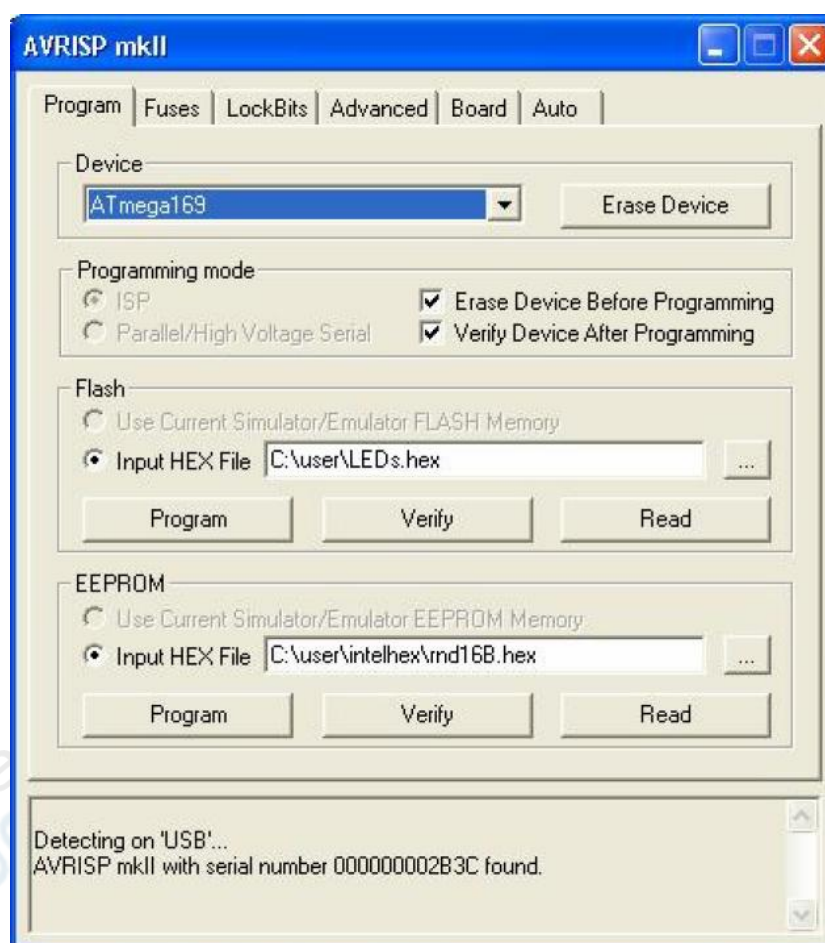 AVRISP mkII
Program Fuses LockBits Advanced Board Auto
Device
ATmega169 Erase Device
Programming mode
ISP Erase Device Before Programming
Parallel/High Voltage Serial Verify Device After Programming
Flash
Use Current Simulator/Emulator FLASH Memory
Input HEX File C:\user\LEDs.hex ...
Program Verify Read
EEPROM
Use Current Simulator/Emulator EEPROM Memory
Input HEX File C:\user\intelhex\rnd16B.hex ...
Program Verify Read
Detecting on 'USB'...
AVRISP mkII with serial number 000000002B3C found.